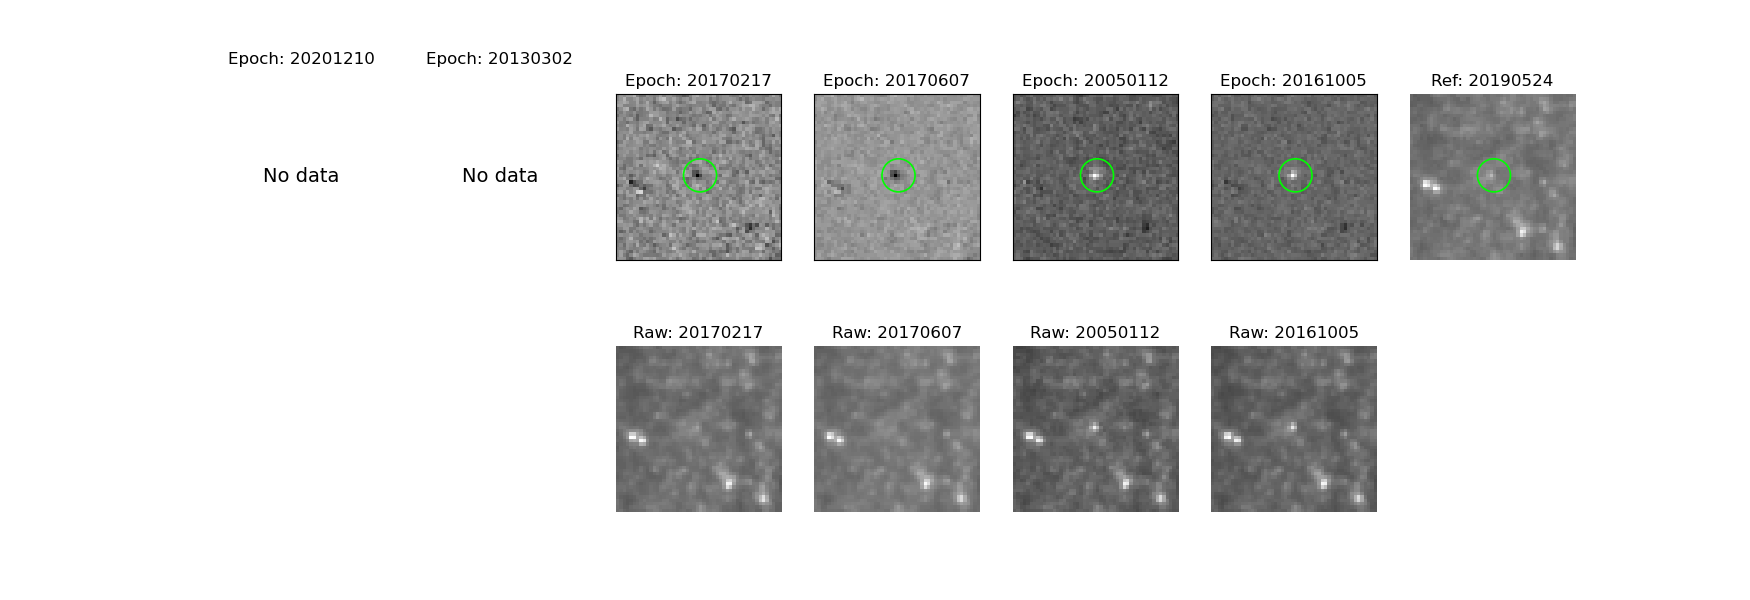 Epoch: 20201210
No data
Epoch: 20130302
No data
Epoch: 20170217
Epoch: 20170607
Epoch: 20050112
Epoch: 20161005
Ref: 20190524
Raw: 20170217
Raw: 20170607
Raw: 20050112
Raw: 20161005